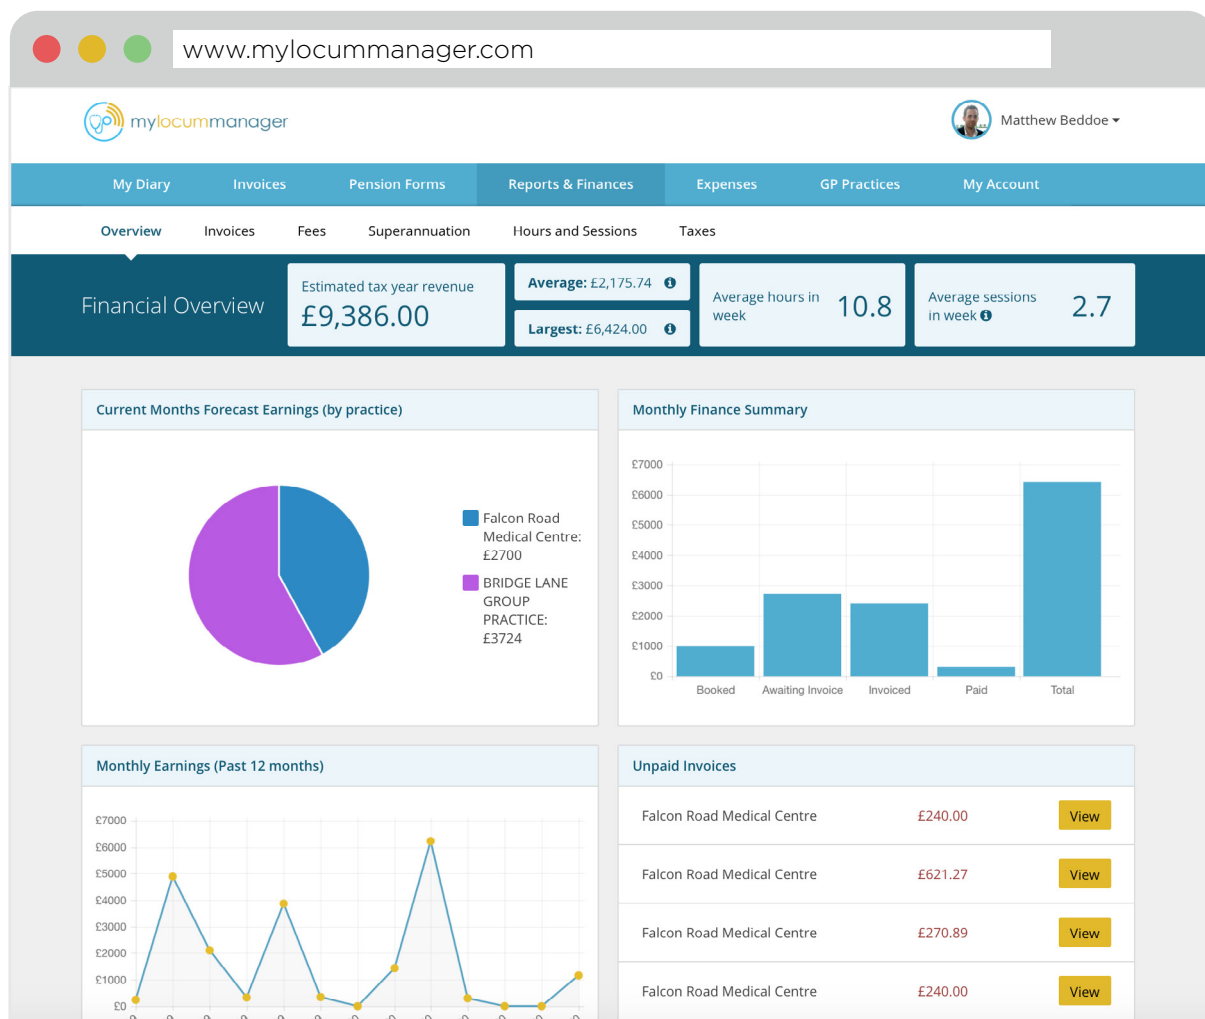 www.mylocummanager.com
mylocummanager
Matthew Beddoe
My Diary Invoices Pension Forms Reports & Finances Expenses GP Practices My Account
Overview Invoices Fees Superannuation Hours and Sessions Taxes
Financial Overview
Estimated tax year revenue
£9,386.00
Average: £2,175.74
Largest: £6,424.00
Average hours in
week
10.8
Average sessions
in week
2.7
Current Months Forecast Earnings (by practice)
Falcon Road
Medical Centre:
£2700
BRIDGE LANE
GROUP
PRACTICE:
£3724
Monthly Finance Summary
£7000
£6000
£5000
£4000
£3000
£2000
£1000
£0
Booked Awaiting Invoice Invoiced Paid Total
Monthly Earnings (Past 12 months)
£7000
£6000
£5000
£4000
£3000
£2000
£1000
£0
Unpaid Invoices
Falcon Road Medical Centre £240.00 View
Falcon Road Medical Centre £621.27 View
Falcon Road Medical Centre £270.89 View
Falcon Road Medical Centre £240.00 View